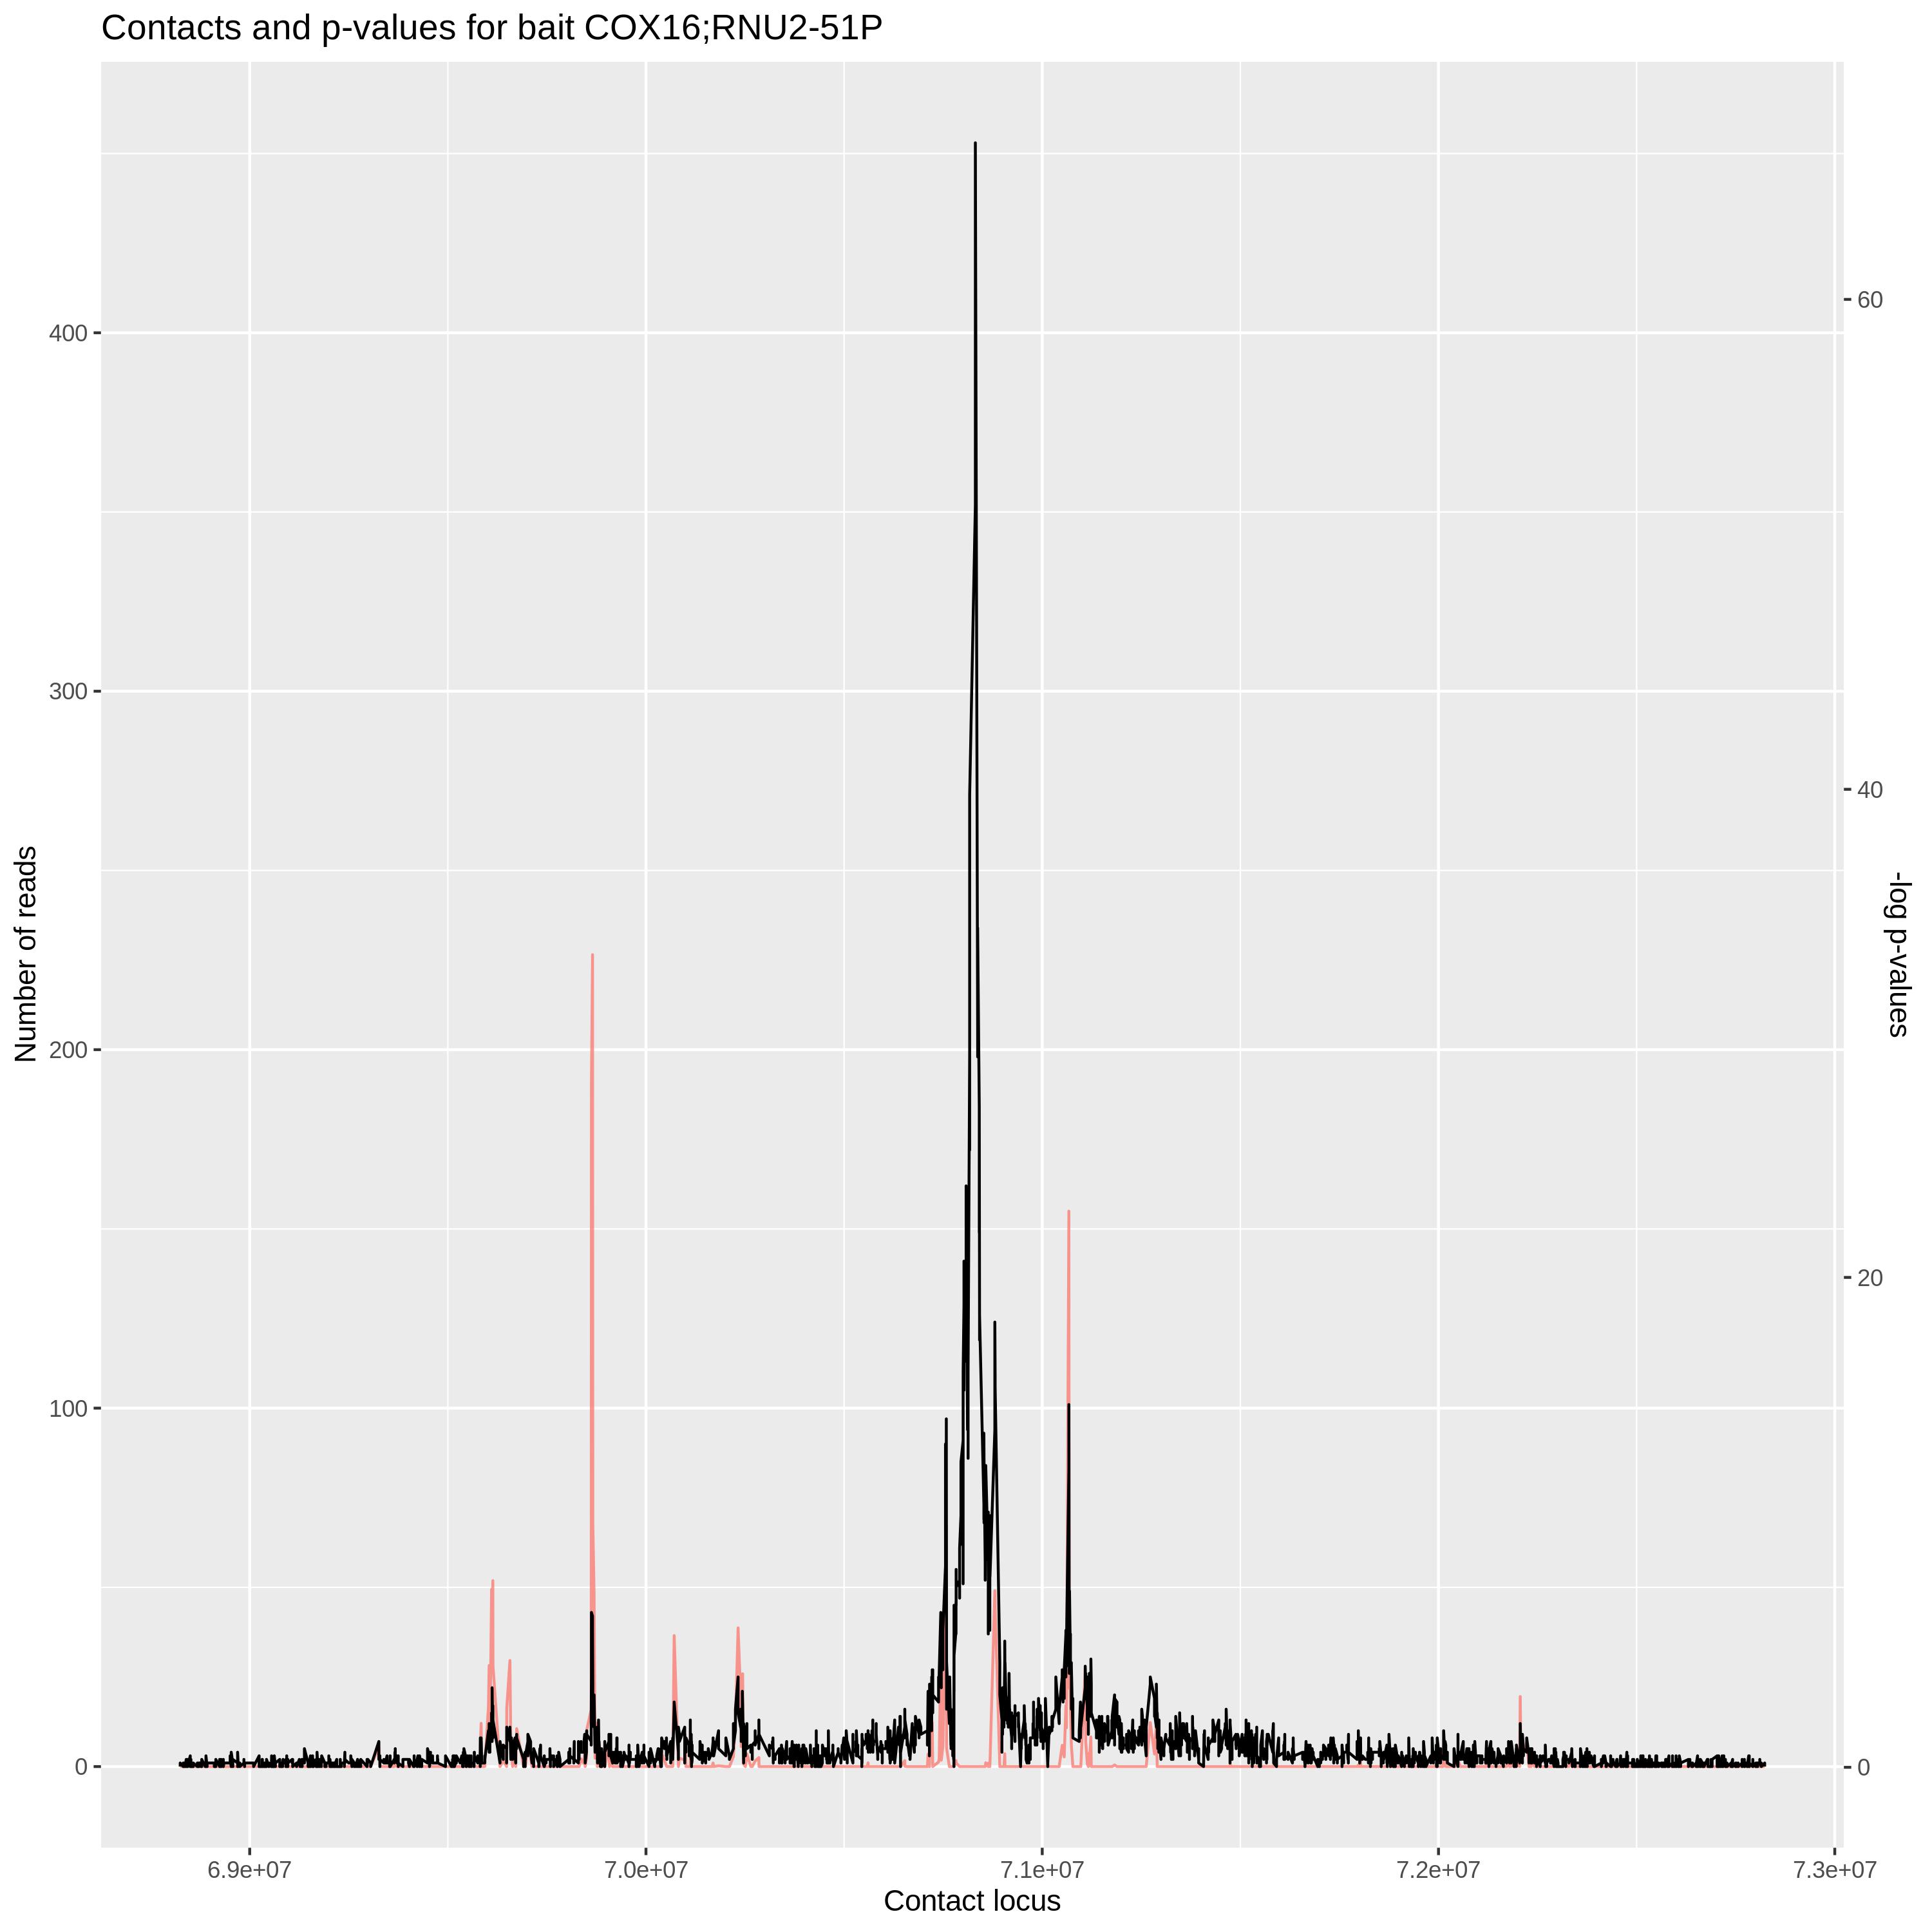 Contacts and p-values for bait COX16;RNU2-51P
400
300
200
100
0
Number of reads
60
40
20
0
-log p-values
6.9e+07
7.0e+07
7.1e+07
7.2e+07
7.3e+07
Contact locus